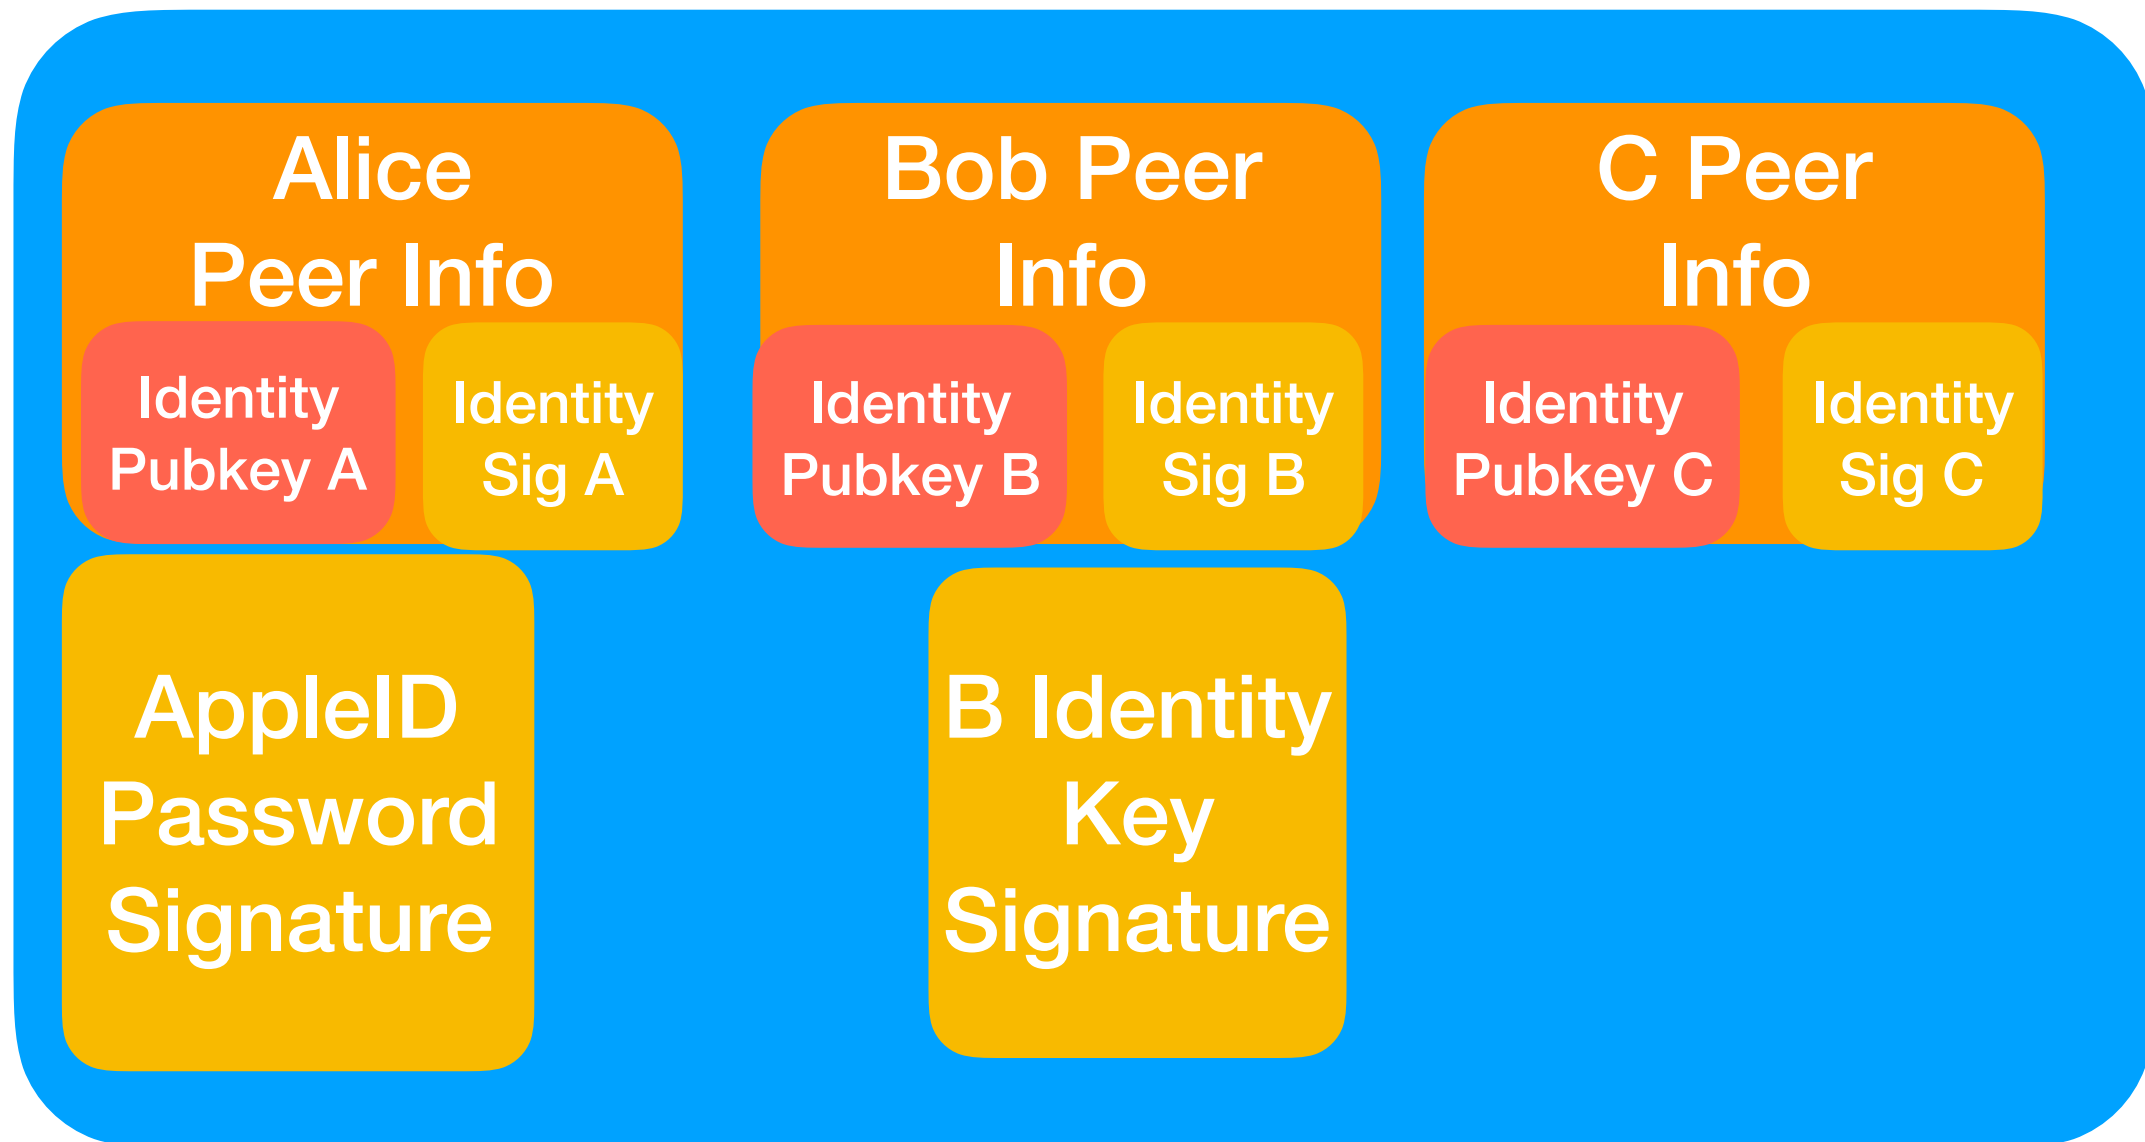 Alice
Peer Info
Identity
Pubkey A
Identity
Sig A
Bob Peer
Info
Identity
Pubkey B
Identity
Sig B
C Peer
Info
Identity
Pubkey C
Identity
Sig C
AppleID
Password
Signature
B Identity
Key
Signature